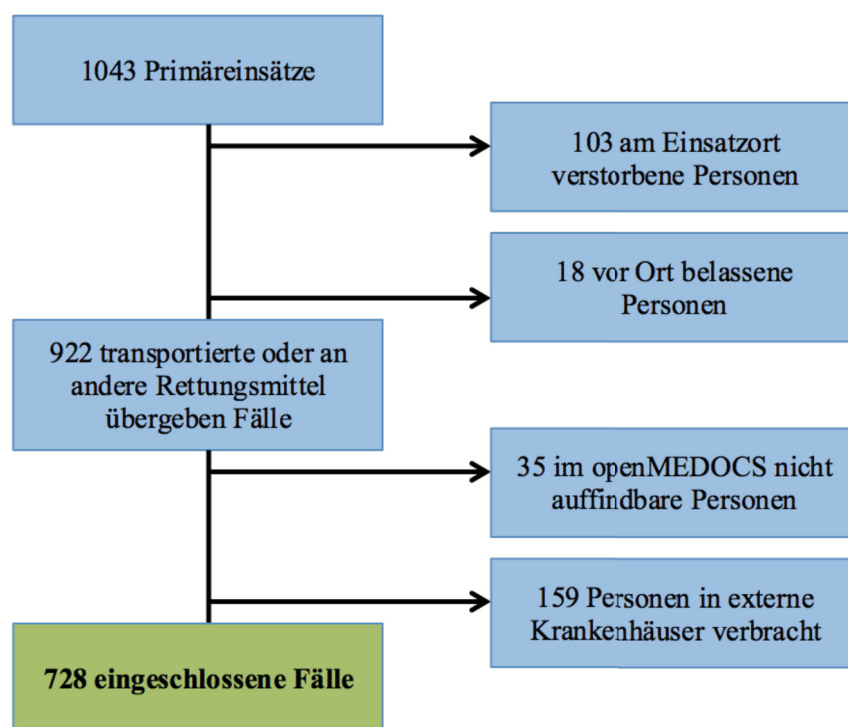 1043 Primäreinsätze
103 am Einsatzort
verstorbene Personen
18 vor Ort belassene
Personen
922 transportierte oder an
andere Rettungsmittel
übergeben Fälle
35 im openMEDOCS nicht
auffindbare Personen
159 Personen in externe
Krankenhäuser verbracht
728 eingeschlossene Fälle